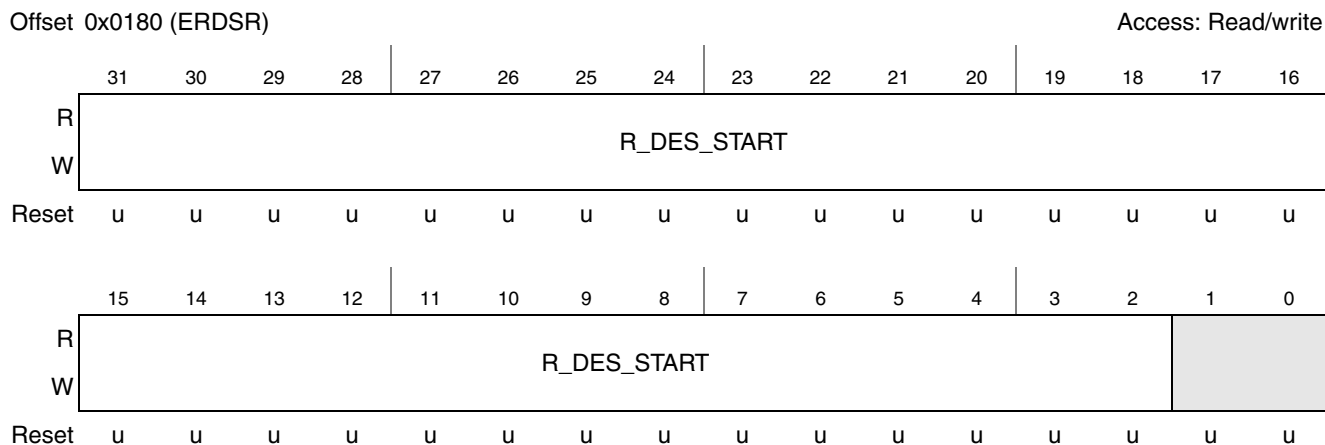 Offset 0x0180 (ERDSR) Access: Read/write
31 30 29 28 27 26 25 24 23 22 21 20 19 18 17 16
R
R_DES_START
W
Reset u u u u u u u u u u u u u u u u
15 14 13 12 11 10 9 8 7 6 5 4 3 2 1 0
R
R_DES_START
W
Reset u u u u u u u u u u u u u u u u